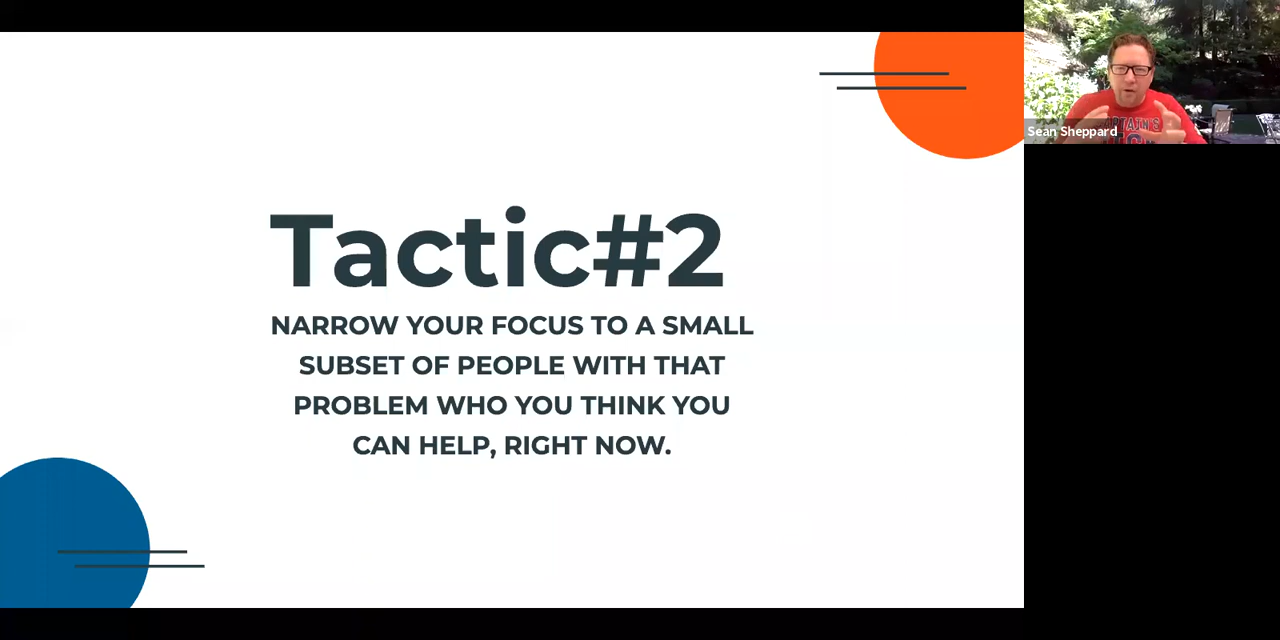 Tactic#2
NARROW YOUR FOCUS TO A SMALL
SUBSET OF PEOPLE WITH THAT
PROBLEM WHO YOU THINK YOU
CAN HELP, RIGHT NOW.
Sean Sheppard